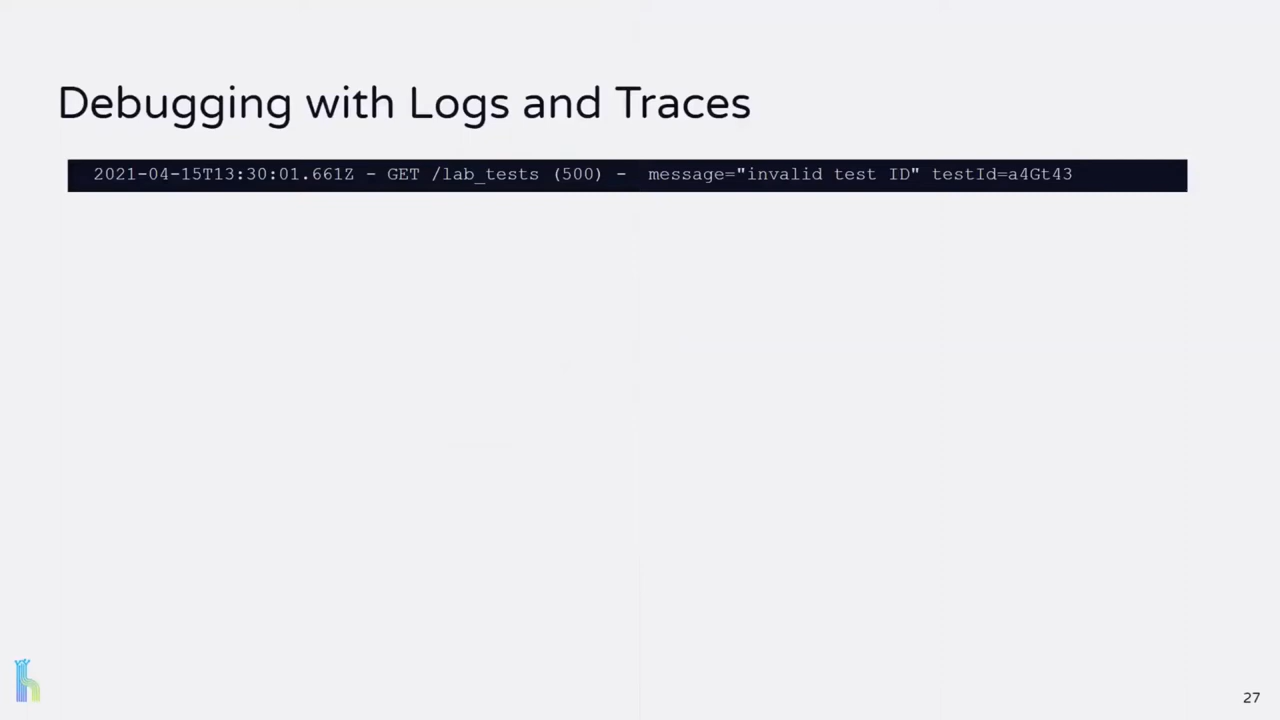 Debugging with Logs and Traces
2021-04-15T13:30:01.661Z - GET /lab_tests (500) -  message="invalid test ID" testId=a4Gt43
27